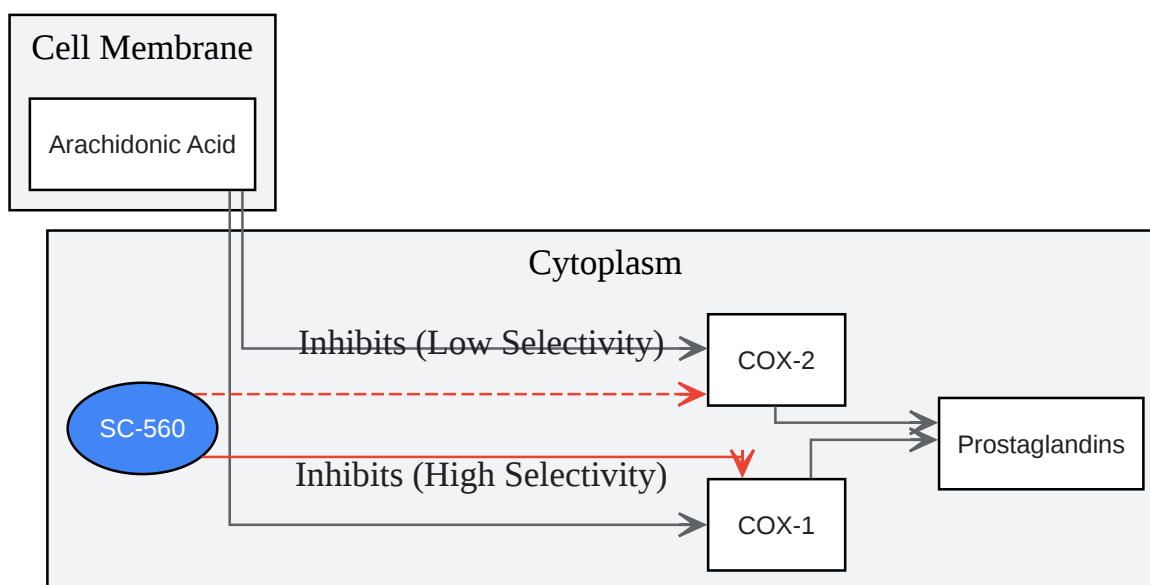 Cell Membrane
Arachidonic Acid
Cytoplasm
Inhibits (Low Selectivity)
COX-2
SC-560
Prostaglandins
Inhibits (High Selectivity)
COX-1